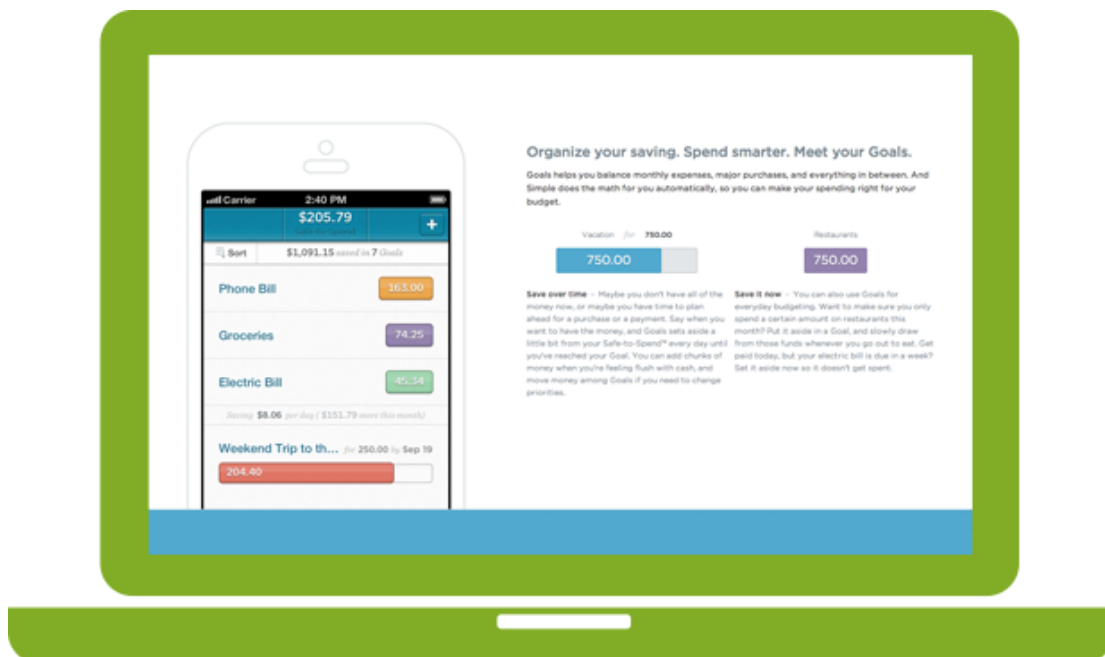 Carrier 2:40 PM
$205.79
Safe-to-Spend
+
Sort $1,091.15 saved in 7 Goals
Phone Bill 163.00
Groceries 74.25
Electric Bill 45.34
Saving $8.06 per day ( $151.79 more this month)
Weekend Trip to th... for 250.00 by Sep 19
204.40
Organize your saving. Spend smarter. Meet your Goals.
Goals helps you balance monthly expenses, major purchases, and everything in between. And
Simple does the math for you automatically, so you can make your spending right for your
budget.
Vacation for 750.00
750.00
Save over time - Maybe you don't have all of the
money now, or maybe you have time to plan
ahead for a purchase or a payment. Say when you
want to have the money, and Goals sets aside a
little bit from your Safe-to-Spend™ every day until
you've reached your Goal. You can add chunks of
money when you're feeling flush with cash, and
move money among Goals if you need to change
priorities.
Restaurants
750.00
Save it now - You can also use Goals for
everyday budgeting. Want to make sure you only
spend a certain amount on restaurants this
month? Put it aside in a Goal, and slowly draw
from those funds whenever you go out to eat. Get
paid today, but your electric bill is due in a week?
Set it aside now so it doesn't get spent.